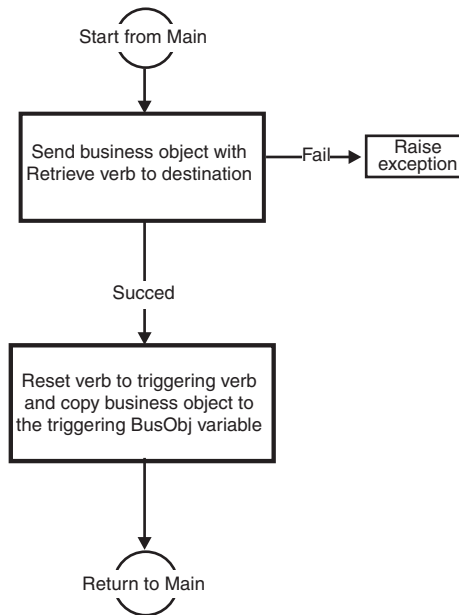 Start from Main
Send business object with
Retrieve verb to destination
Fail
Raise
exception
Succed
Reset verb to triggering verb
and copy business object to
the triggering BusObj variable
Return to Main